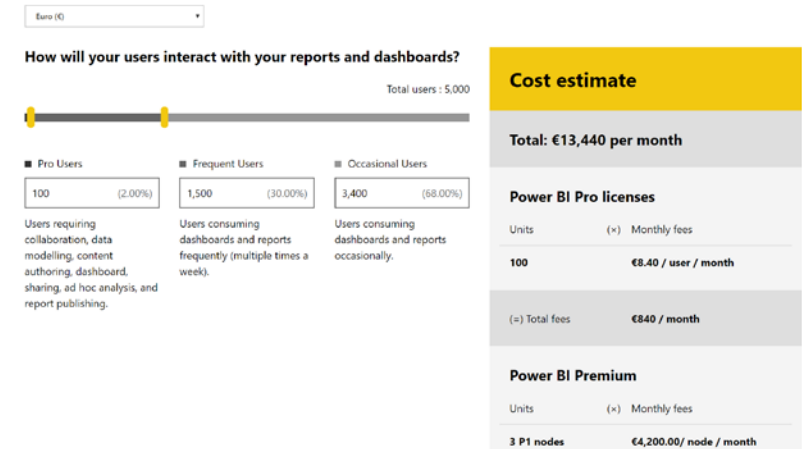 Euro (€)
How will your users interact with your reports and dashboards?
Total users : 5,000
Pro Users
100 (2.00%)
Users requiring
collaboration, data
modelling, content
authoring, dashboard,
sharing, ad hoc analysis, and
report publishing.
Frequent Users
1,500 (30.00%)
Users consuming
dashboards and reports
frequently (multiple times a
week).
Occasional Users
3,400 (68.00%)
Users consuming
dashboards and reports
occasionally.
Cost estimate
Total: €13,440 per month
Power BI Pro licenses
Units (×) Monthly fees
100 €8.40 / user / month
(=) Total fees €840 / month
Power BI Premium
Units (×) Monthly fees
3 P1 nodes €4,200.00/ node / month